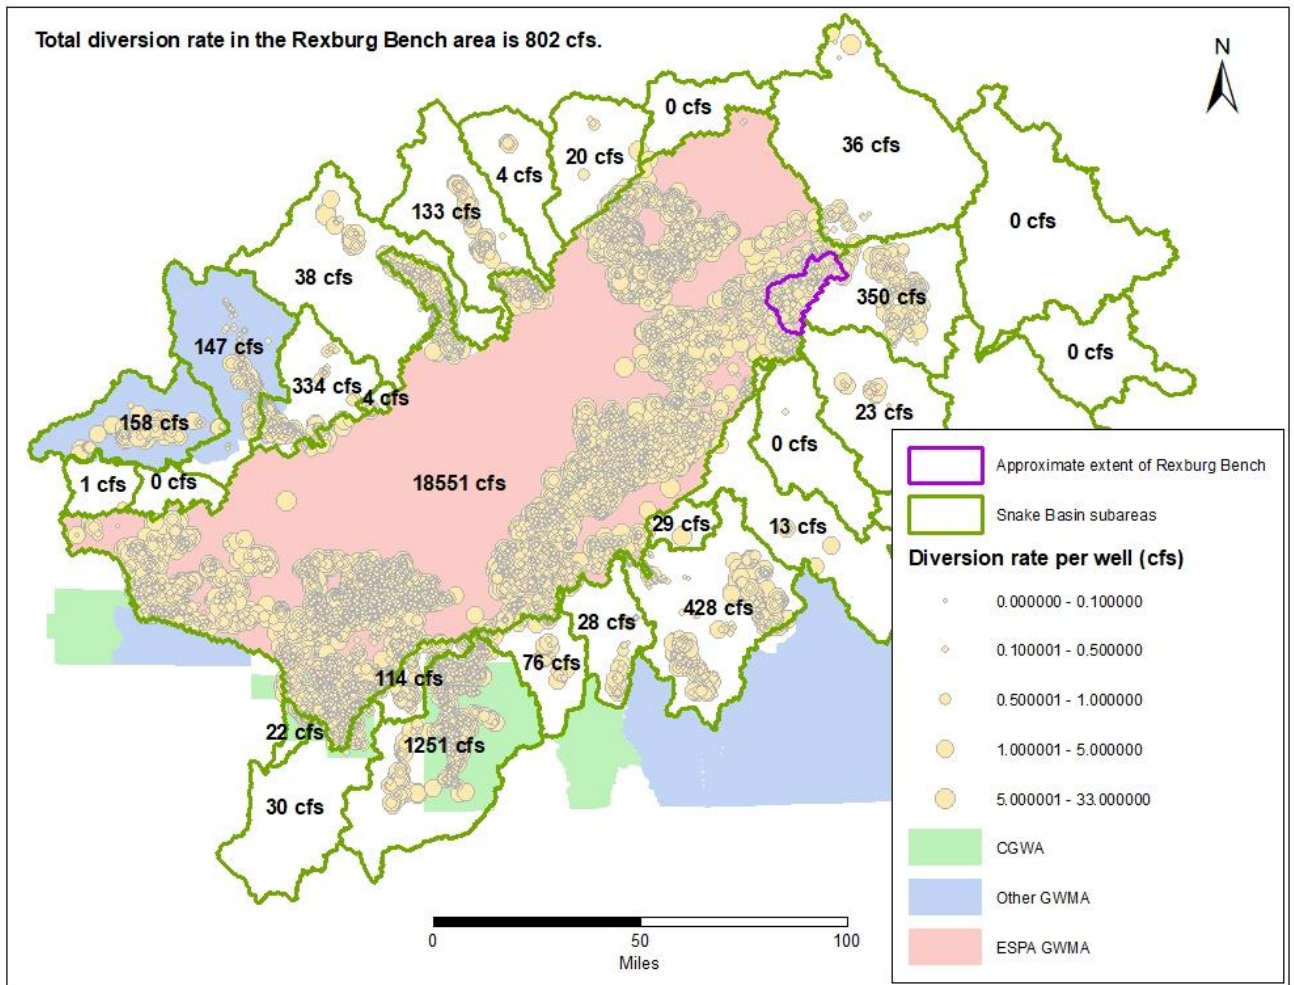 Total diversion rate in the Rexburg Bench area is 802 cfs.
N
0 cfs
36 cfs
20 cfs
4 cfs
133 cfs
0 cfs
38 cfs
350 cfs
147 cfs
0 cfs
334 cfs
4 cfs
158 cfs
23 cfs
0 cfs
1 cfs
0 cfs
18551 cfs
29 cfs
13 cfs
428 cfs
28 cfs
76 cfs
114 cfs
22 cfs
1251 cfs
30 cfs
0
50
100
Miles
Approximate extent of Rexburg Bench
Snake Basin subareas
Diversion rate per well (cfs)
0.000000 - 0.100000
0.100001 - 0.500000
0.500001 - 1.000000
1.000001 - 5.000000
5.000001 - 33.000000
CGWA
Other GWMA
ESPA GWMA